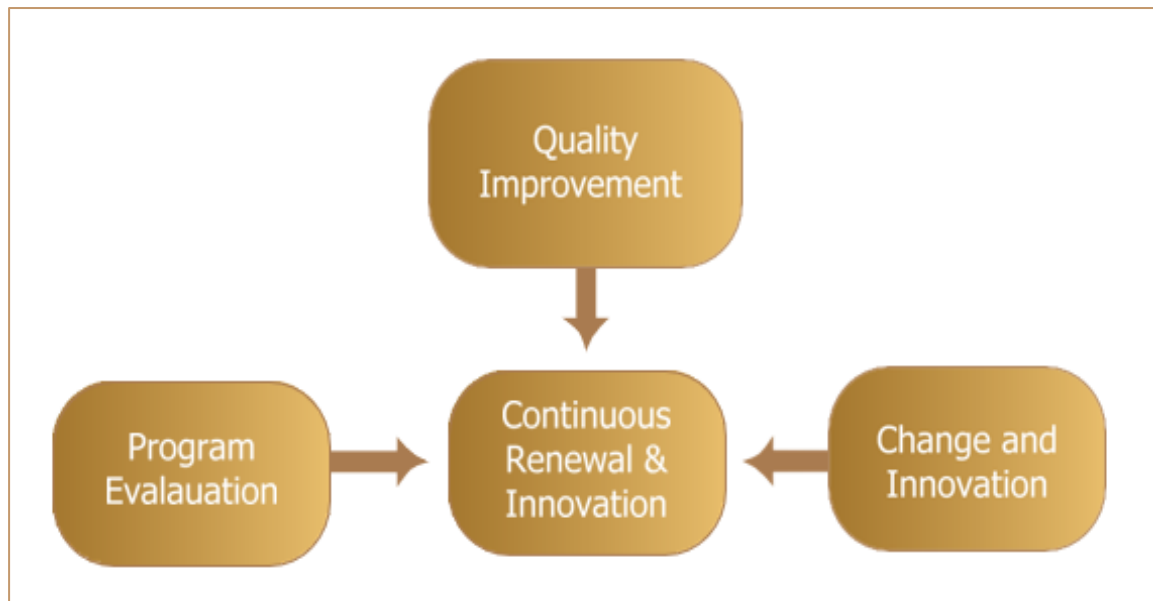 Quality
Improvement
Program
Evalauation
Continuous
Renewal &
Innovation
Change and
Innovation